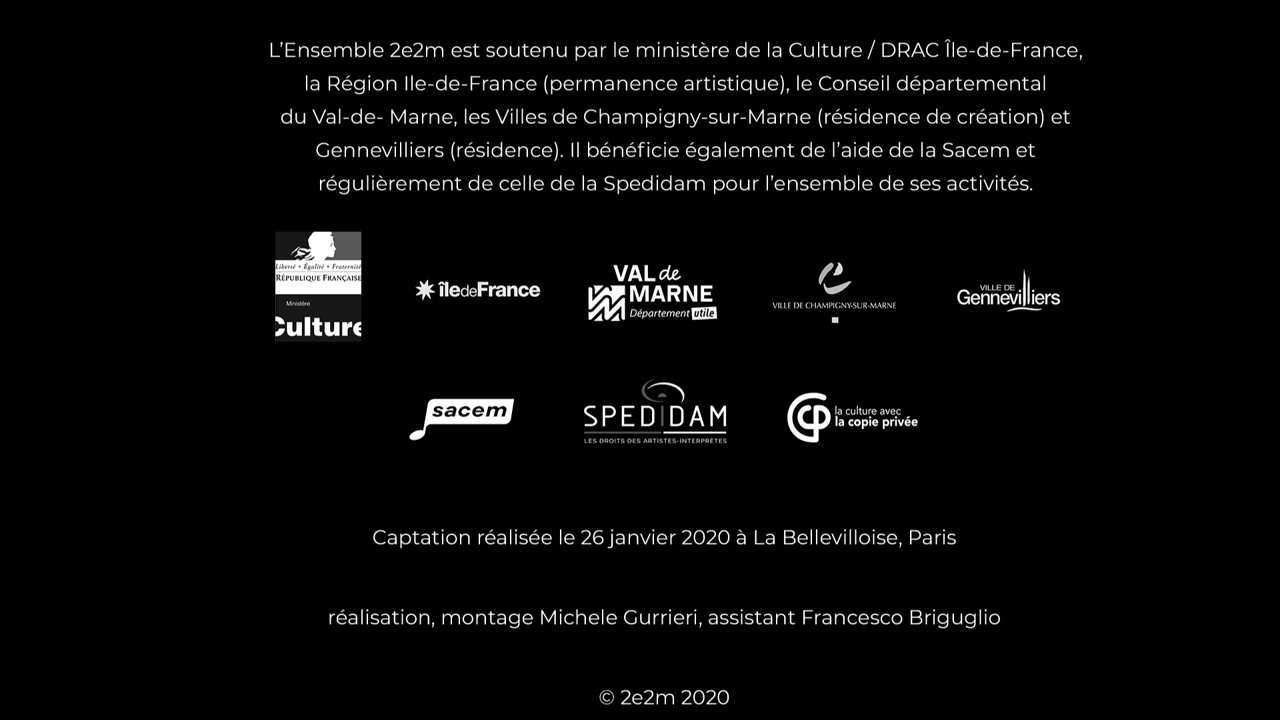 L’Ensemble 2e2m est soutenu par le ministère de la Culture / DRAC Île-de-France,
la Région Ile-de-France (permanence artistique), le Conseil départemental
du Val-de- Marne, les Villes de Champigny-sur-Marne (résidence de création) et
Gennevilliers (résidence). Il bénéficie également de l’aide de la Sacem et
régulièrement de celle de la Spedidam pour l’ensemble de ses activités.
Liberté • Égalité • Fraternité
RÉPUBLIQUE FRANÇAISE
Ministère
Culture
îledeFrance
VAL de
MARNE
Département utile
VILLE DE CHAMPIGNY-SUR-MARNE
VILLE DE
Gennevilliers
sacem
SPEDIDAM
LES DROITS DES ARTISTES-INTERPRÈTES
la culture avec
la copie privée
Captation réalisée le 26 janvier 2020 à La Bellevilloise, Paris
réalisation, montage Michele Gurrieri, assistant Francesco Briguglio
© 2e2m 2020